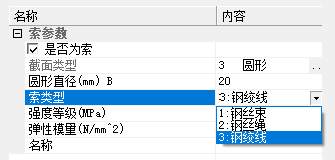 名称 内容
索参数
是否为索
截面类型 3 圆形 ..
圆形直径(mm) B 20
索类型 3:钢绞线
强度等级(MPa) 1:钢丝束
弹性模量(N/mm^2) 2:钢丝绳
3:钢绞线
名称